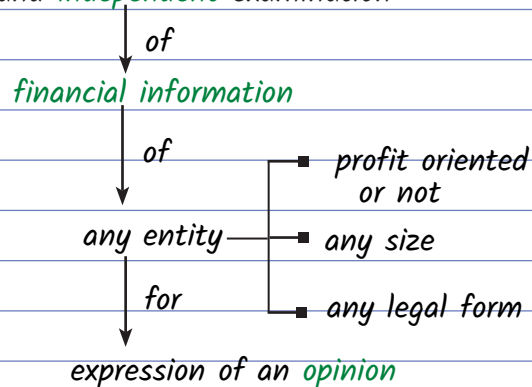 and independent examination
of
financial information
of
profit oriented
or not
any entity
any size
for
any legal form
expression of an opinion